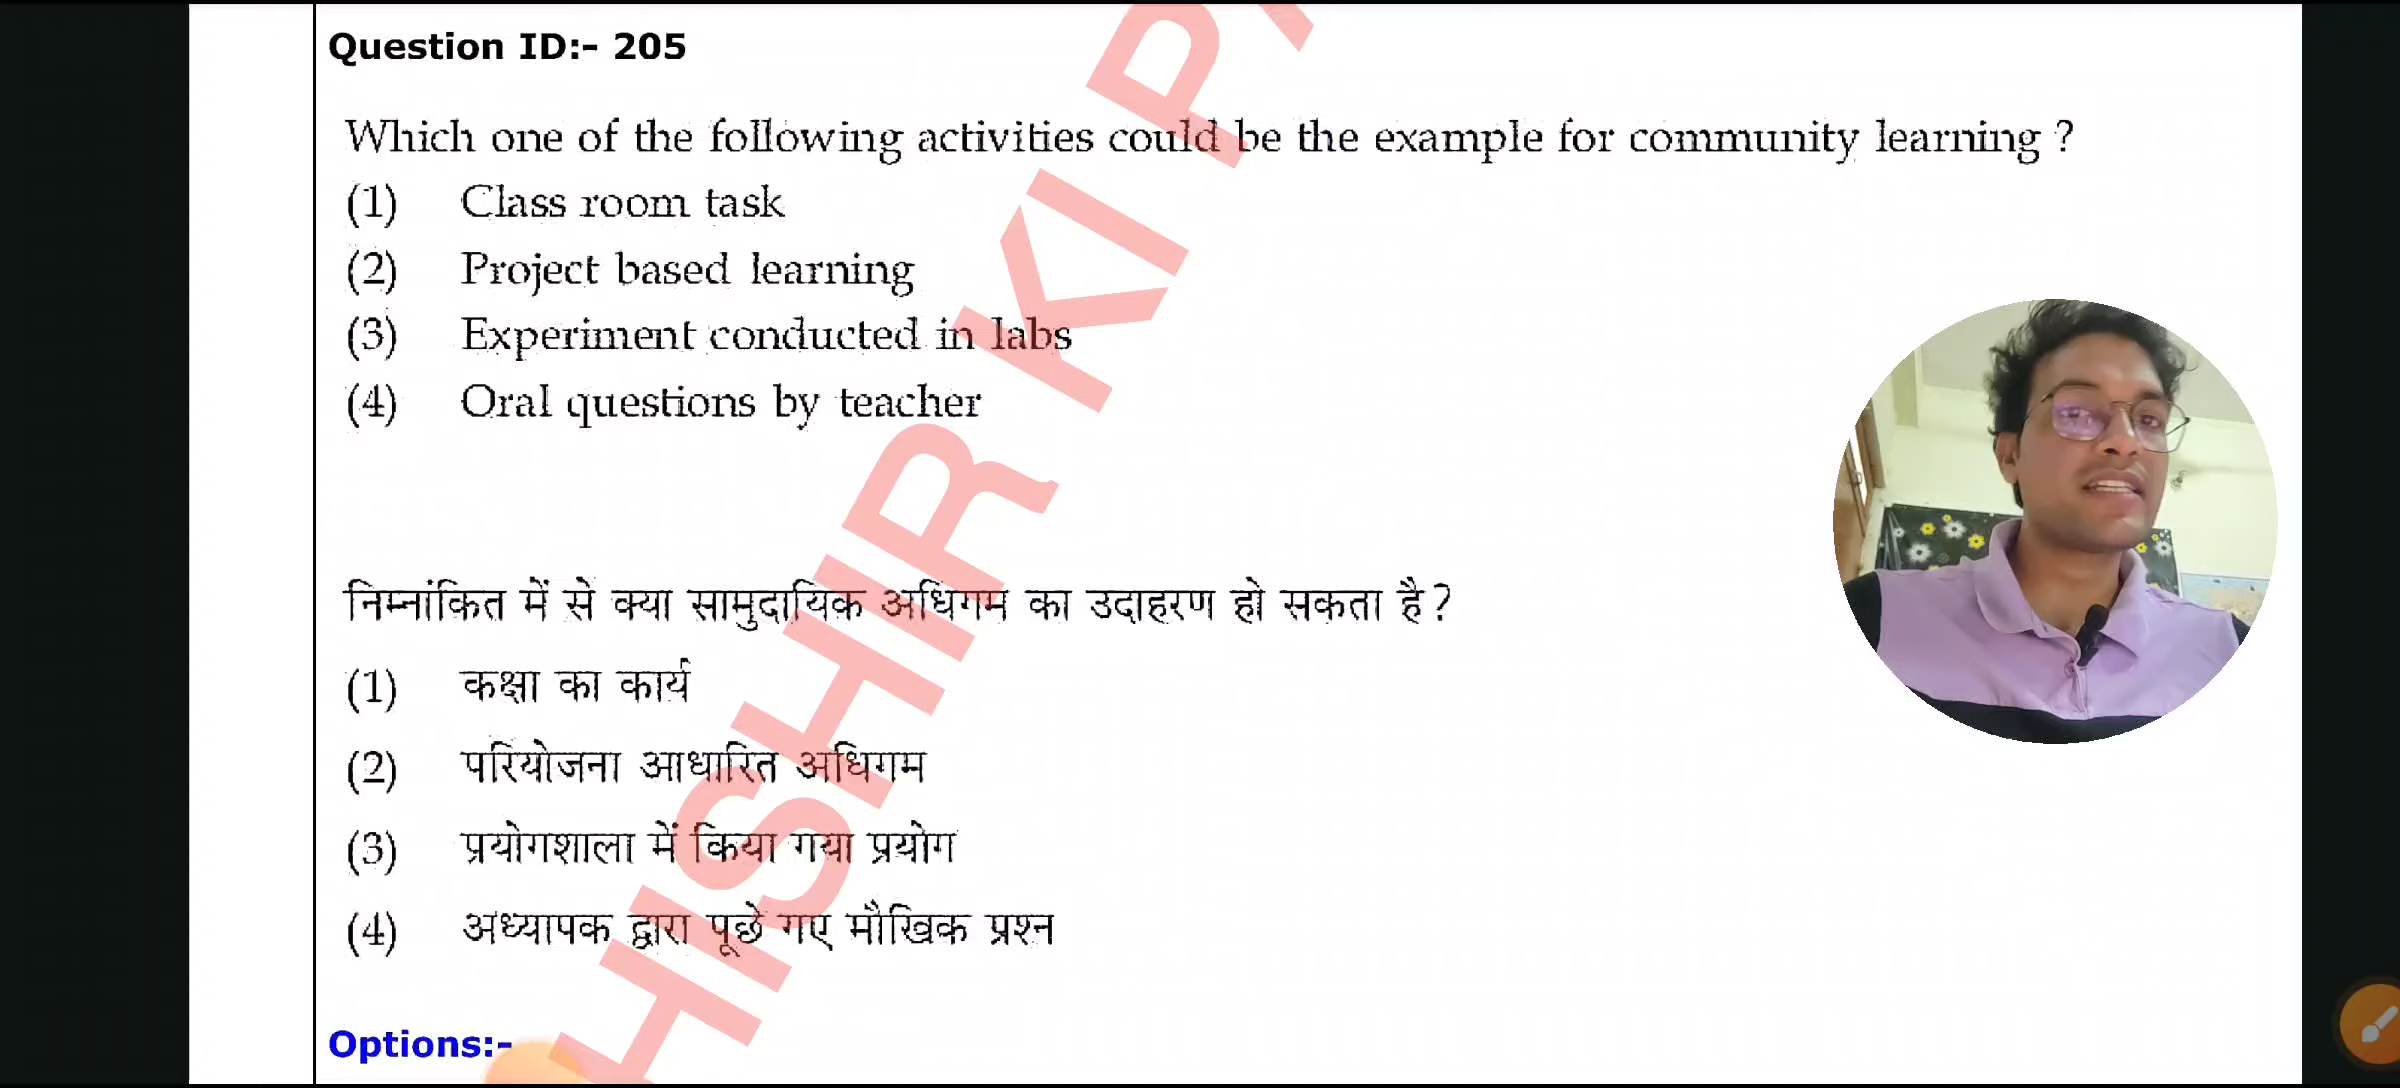 Question ID:- 205
Which one of the following activities could be the example for community learning ?
(1) Class room task
(2) Project based learning
(3) Experiment conducted in labs
(4) Oral questions by teacher
निम्नांकित में से क्या सामुदायिक अधिगम का उदाहरण हो सकता है ?
(1) कक्षा का कार्य
(2) परियोजना आधारित अधिगम
(3) प्रयोगशाला में किया गया प्रयोग
(4) अध्यापक द्वारा पूछे गए मौखिक प्रश्न
Options:-